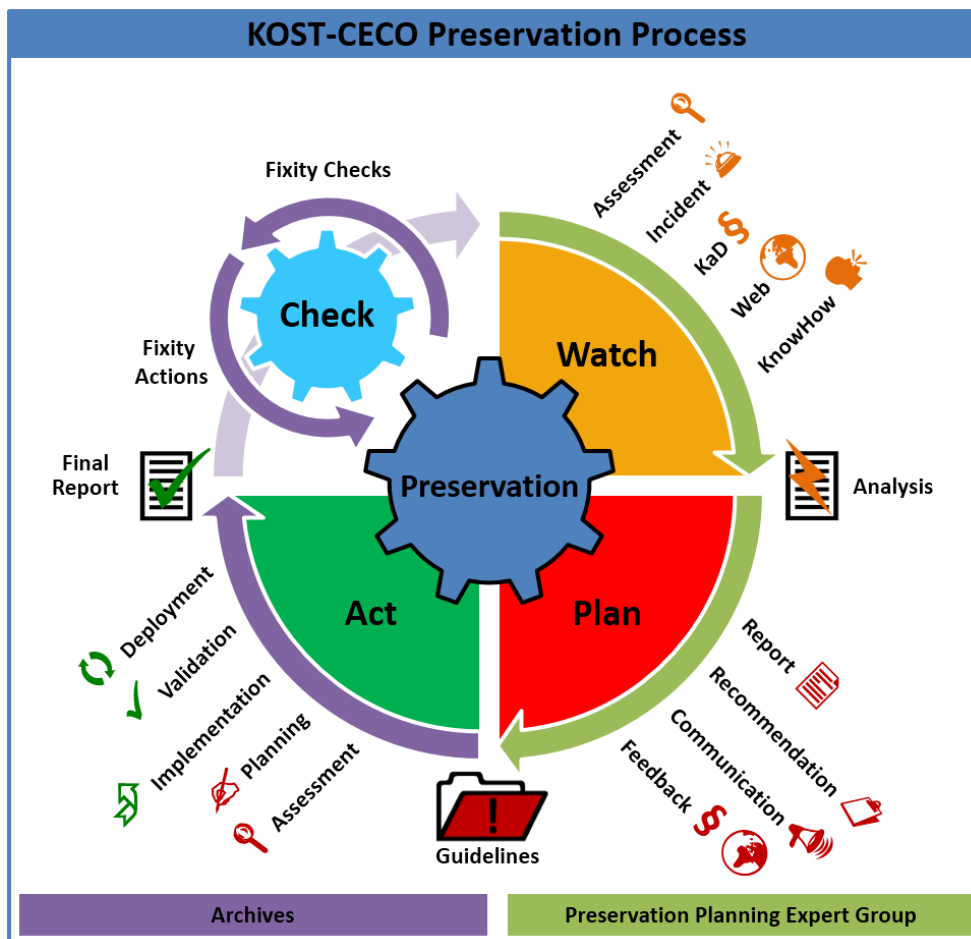 KOST-CECO Preservation Process
Fixity Checks
Check
Fixity
Actions
Assessment
Incident
KaD
§
Web
KnowHow
Watch
Preservation
Final
Report
Analysis
Act
Plan
Deployment
Validation
Implementation
Planning
Assessment
Report
Recommendation
Communication
Feedback
§
!
Guidelines
Archives
Preservation Planning Expert Group